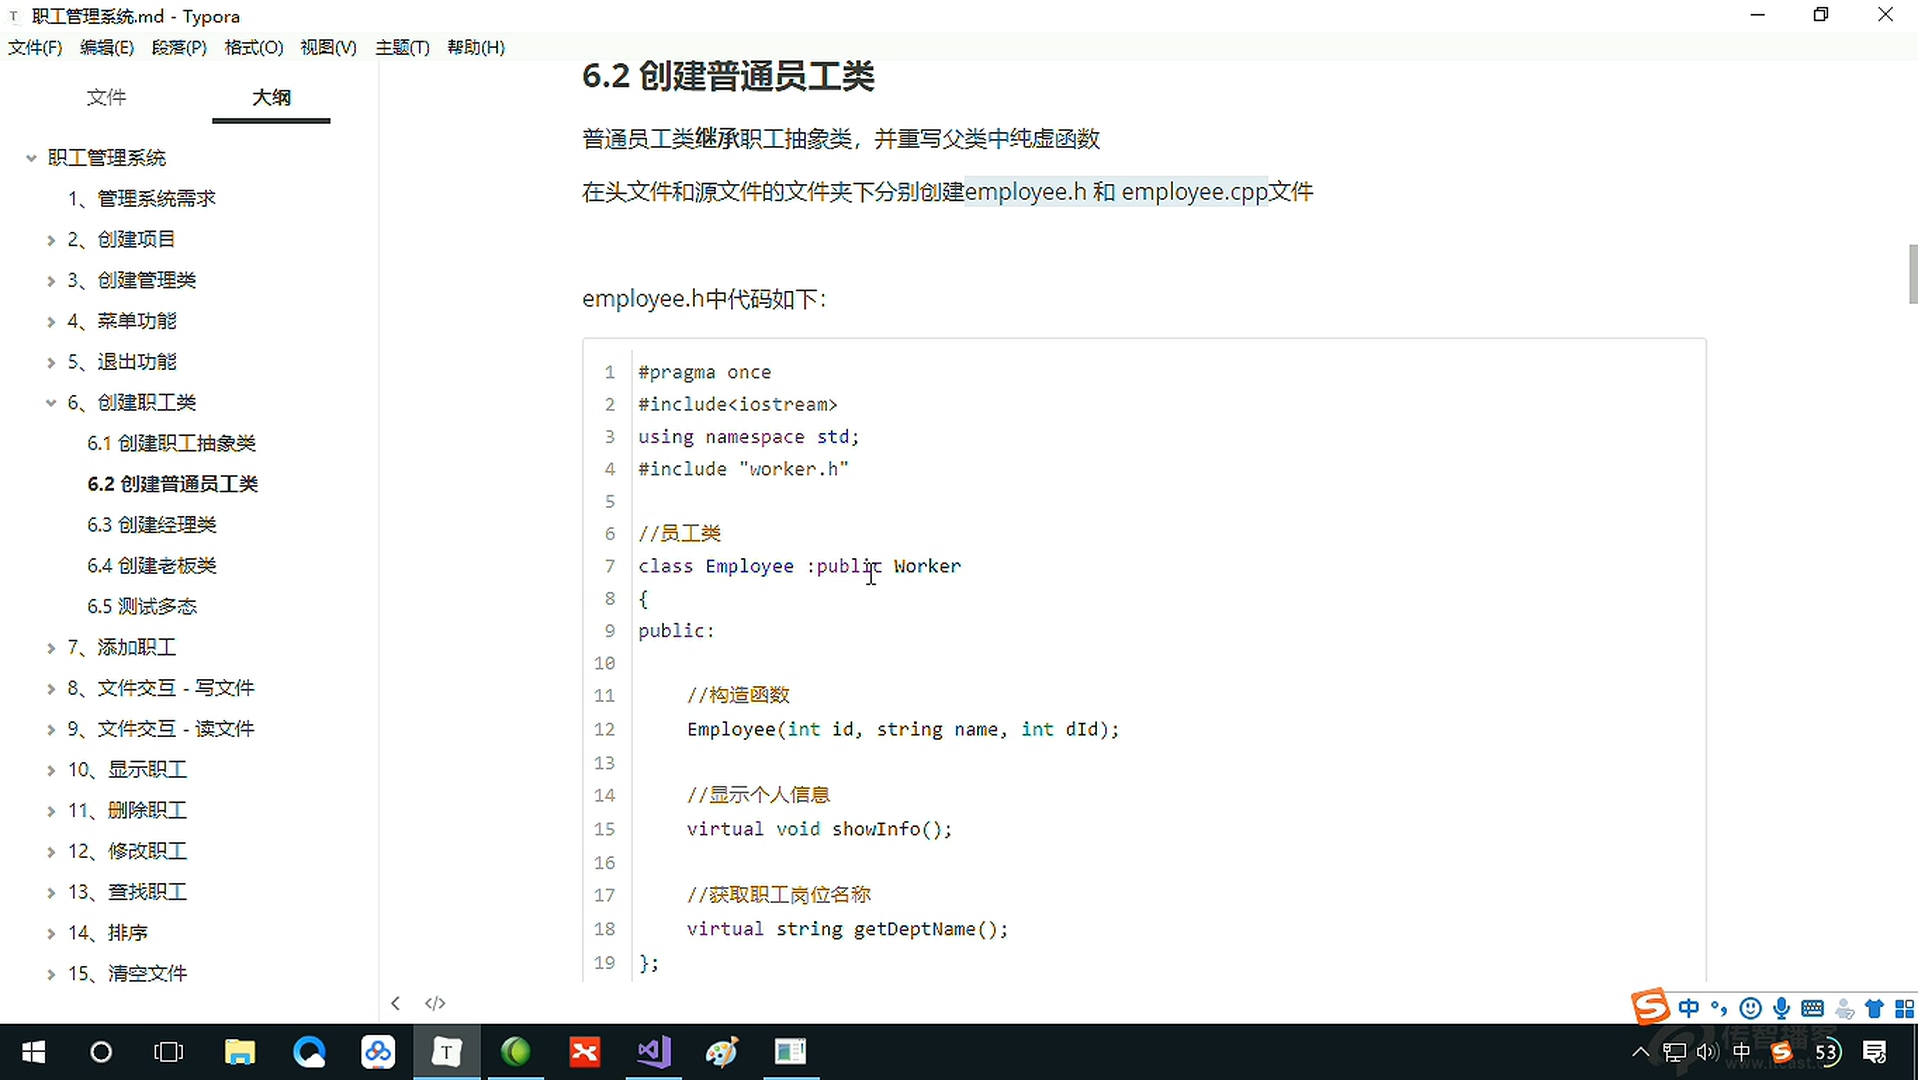 职工管理系统.md - Typora
文件(F) 编辑(E) 段落(P) 格式(O) 视图(V) 主题(T) 帮助(H)
文件 大纲
职工管理系统
1、管理系统需求
2、创建项目
3、创建管理类
4、菜单功能
5、退出功能
6、创建职工类
6.1 创建职工抽象类
6.2 创建普通员工类
6.3 创建经理类
6.4 创建老板类
6.5 测试多态
7、添加职工
8、文件交互 - 写文件
9、文件交互 - 读文件
10、显示职工
11、删除职工
12、修改职工
13、查找职工
14、排序
15、清空文件
6.2 创建普通员工类
普通员工类继承职工抽象类，并重写父类中纯虚函数
在头文件和源文件的文件夹下分别创建employee.h 和 employee.cpp文件
employee.h中代码如下：
1 #pragma once
2 #include<iostream>
3 using namespace std;
4 #include "worker.h"
5
6 //员工类
7 class Employee :public Worker
8 {
9 public:
10
11 //构造函数
12 Employee(int id, string name, int dId);
13
14 //显示个人信息
15 virtual void showInfo();
16
17 //获取职工岗位名称
18 virtual string getDeptName();
19 };
</> 
中
传智播客
中 53